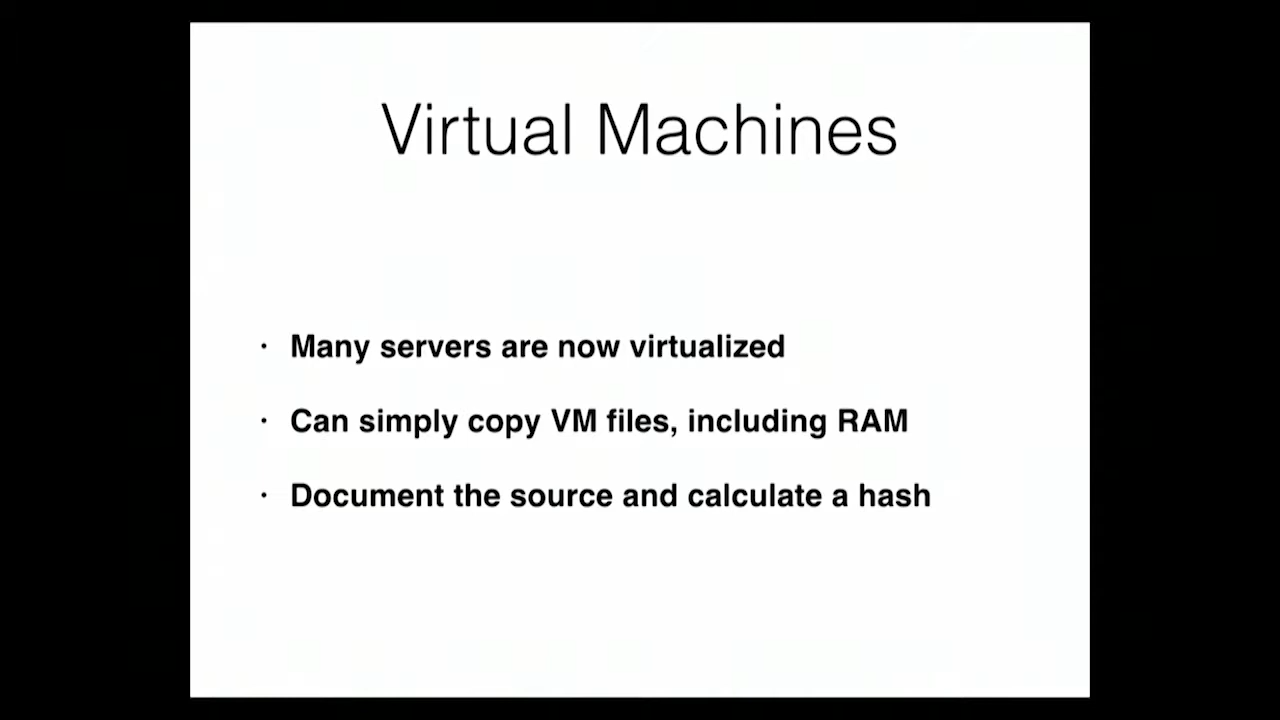 Virtual Machines
· Many servers are now virtualized
· Can simply copy VM files, including RAM
· Document the source and calculate a hash